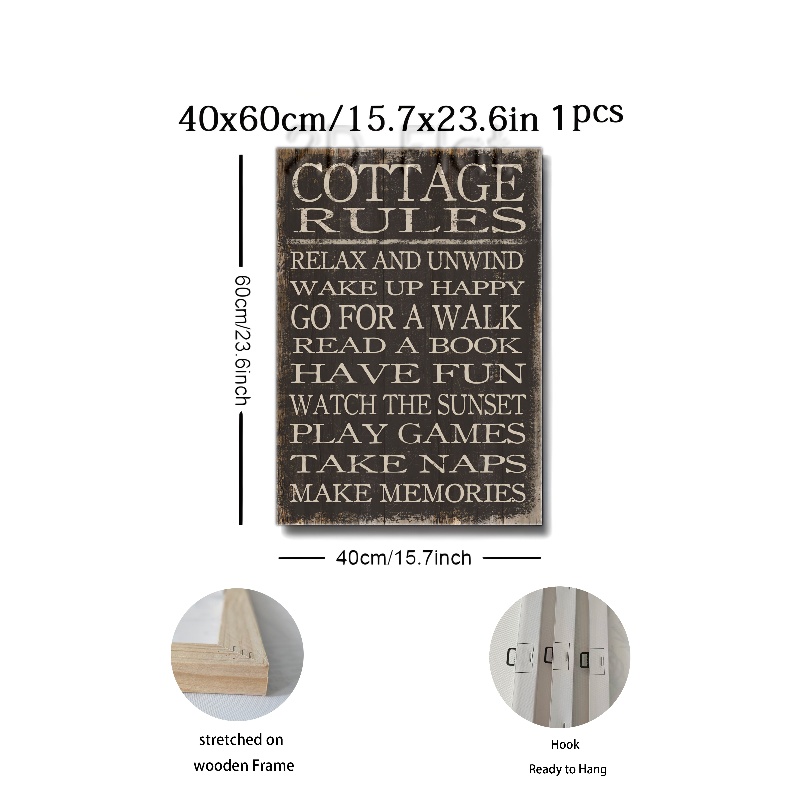 40x60cm/15.7x23.6in 1pcs
COTTAGE
RULES
RELAX AND UNWIND
WAKE UP HAPPY
GO FOR A WALK
READ A BOOK
HAVE FUN
WATCH THE SUNSET
PLAY GAMES
TAKE NAPS
MAKE MEMORIES
60cm/23.6inch
40cm/15.7inch
stretched on
wooden Frame
Hook
Ready to Hang